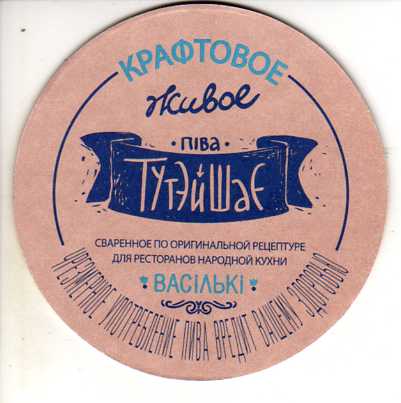 КРАФТОВОЕ
живое
· піва ·
ТУТЭЙШАЕ
СВАРЕННОЕ ПО ОРИГИНАЛЬНОЙ РЕЦЕПТУРЕ
ДЛЯ РЕСТОРАНОВ НАРОДНОЙ КУХНИ
ВАСІЛЬКІ
ЧРЕЗМЕРНОЕ УПОТРЕБЛЕНИЕ ПИВА ВРЕДИТ ВАШЕМУ ЗДОРОВЬЮ